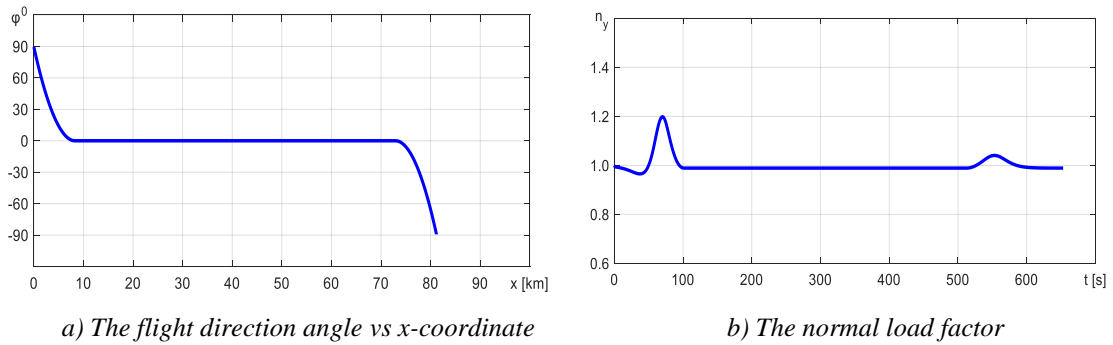 φ⁰
90
60
30
0
-30
-60
-90
0 10 20 30 40 50 60 70 80 90 x [km]
a) The flight direction angle vs x-coordinate
n_y
1.4
1.2
1.0
0.8
0.6
0 100 200 300 400 500 600 t [s]
b) The normal load factor